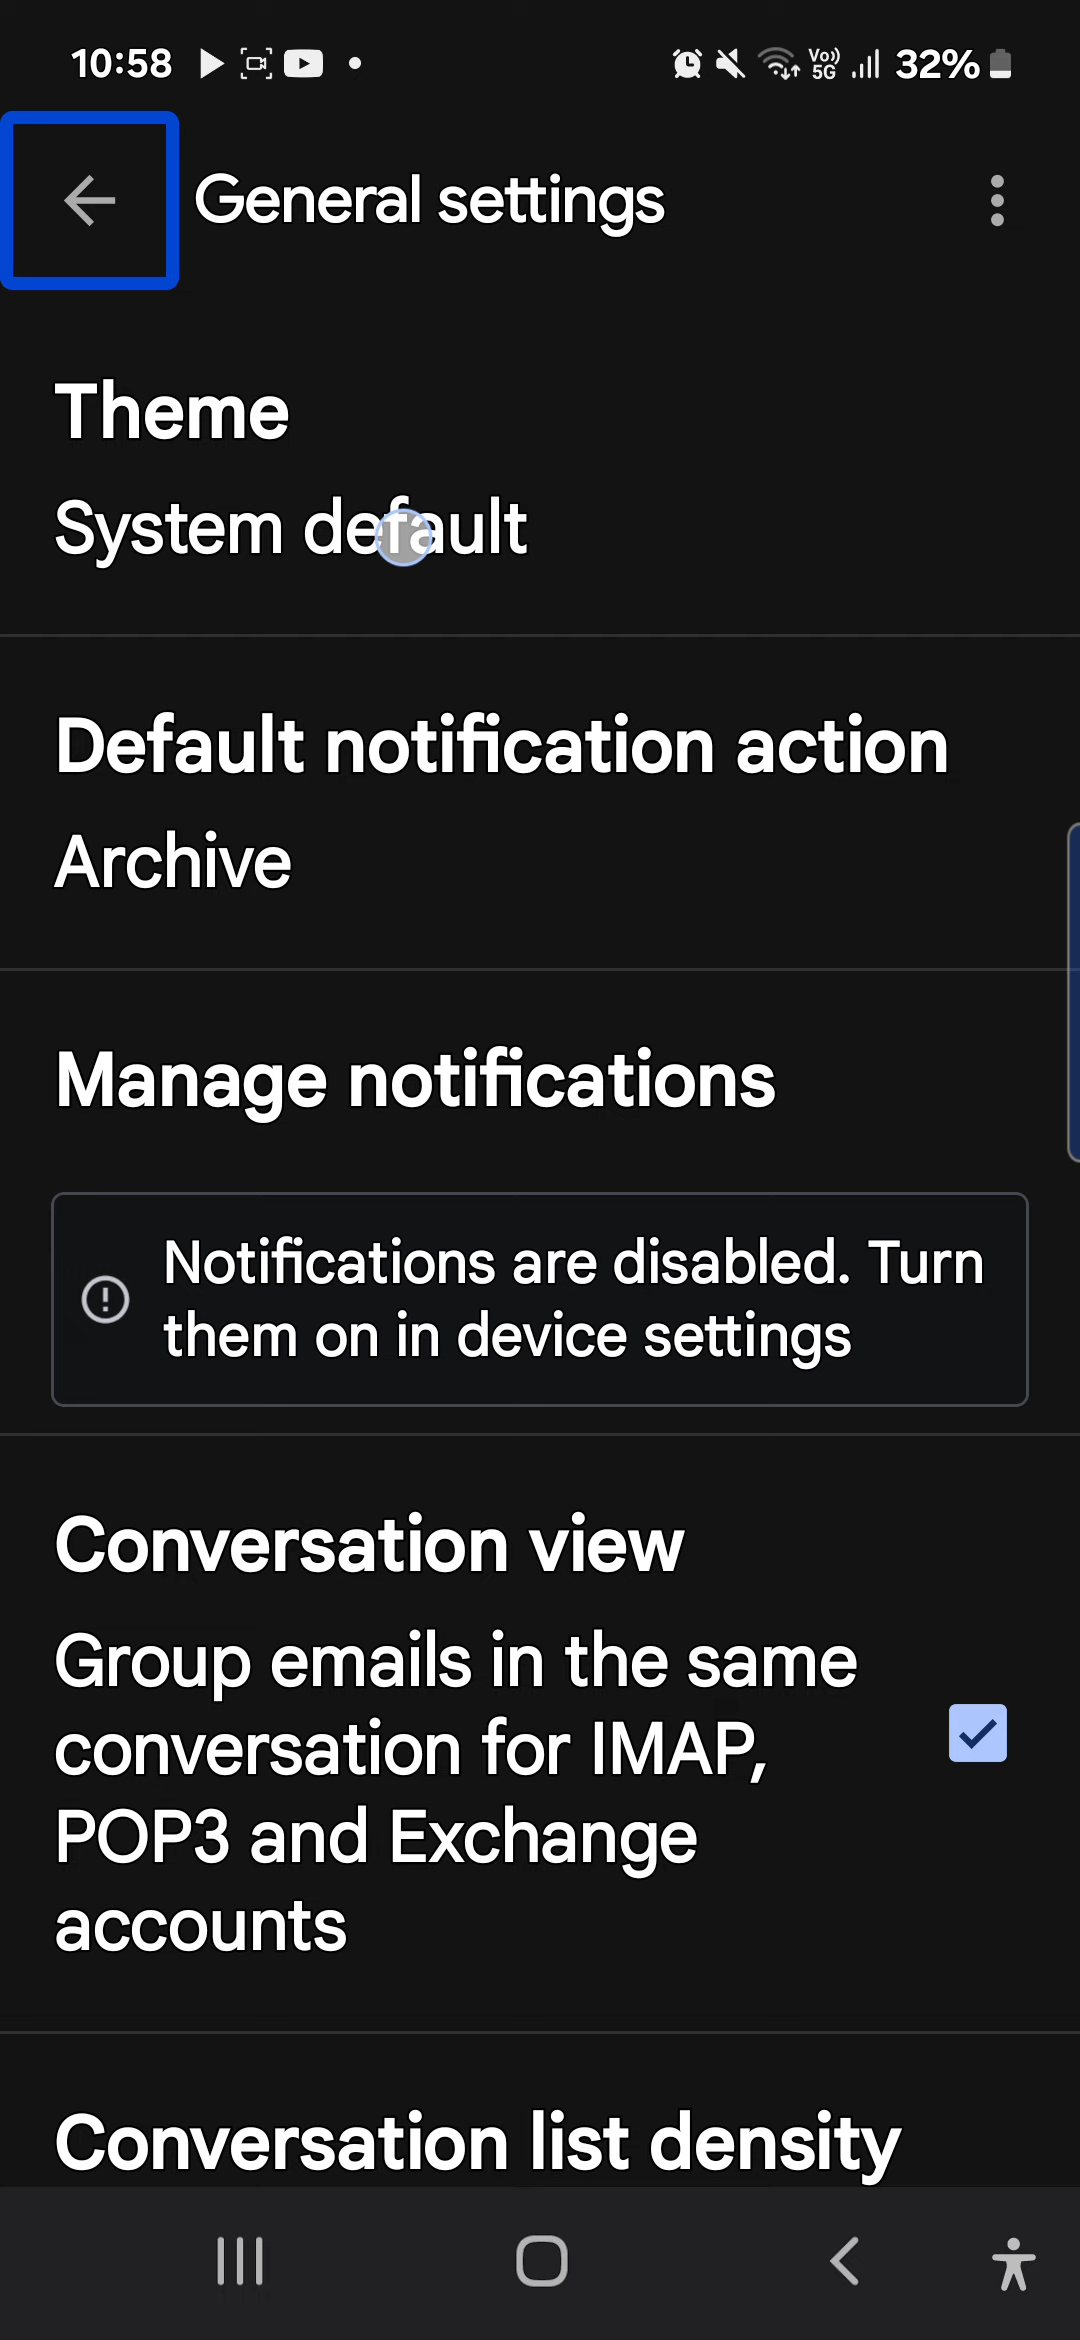 10:58
Vo)) 5G
32%
General settings
Theme
System default
Default notification action
Archive
Manage notifications
Notifications are disabled. Turn
them on in device settings
Conversation view
Group emails in the same
conversation for IMAP,
POP3 and Exchange
accounts
Conversation list density